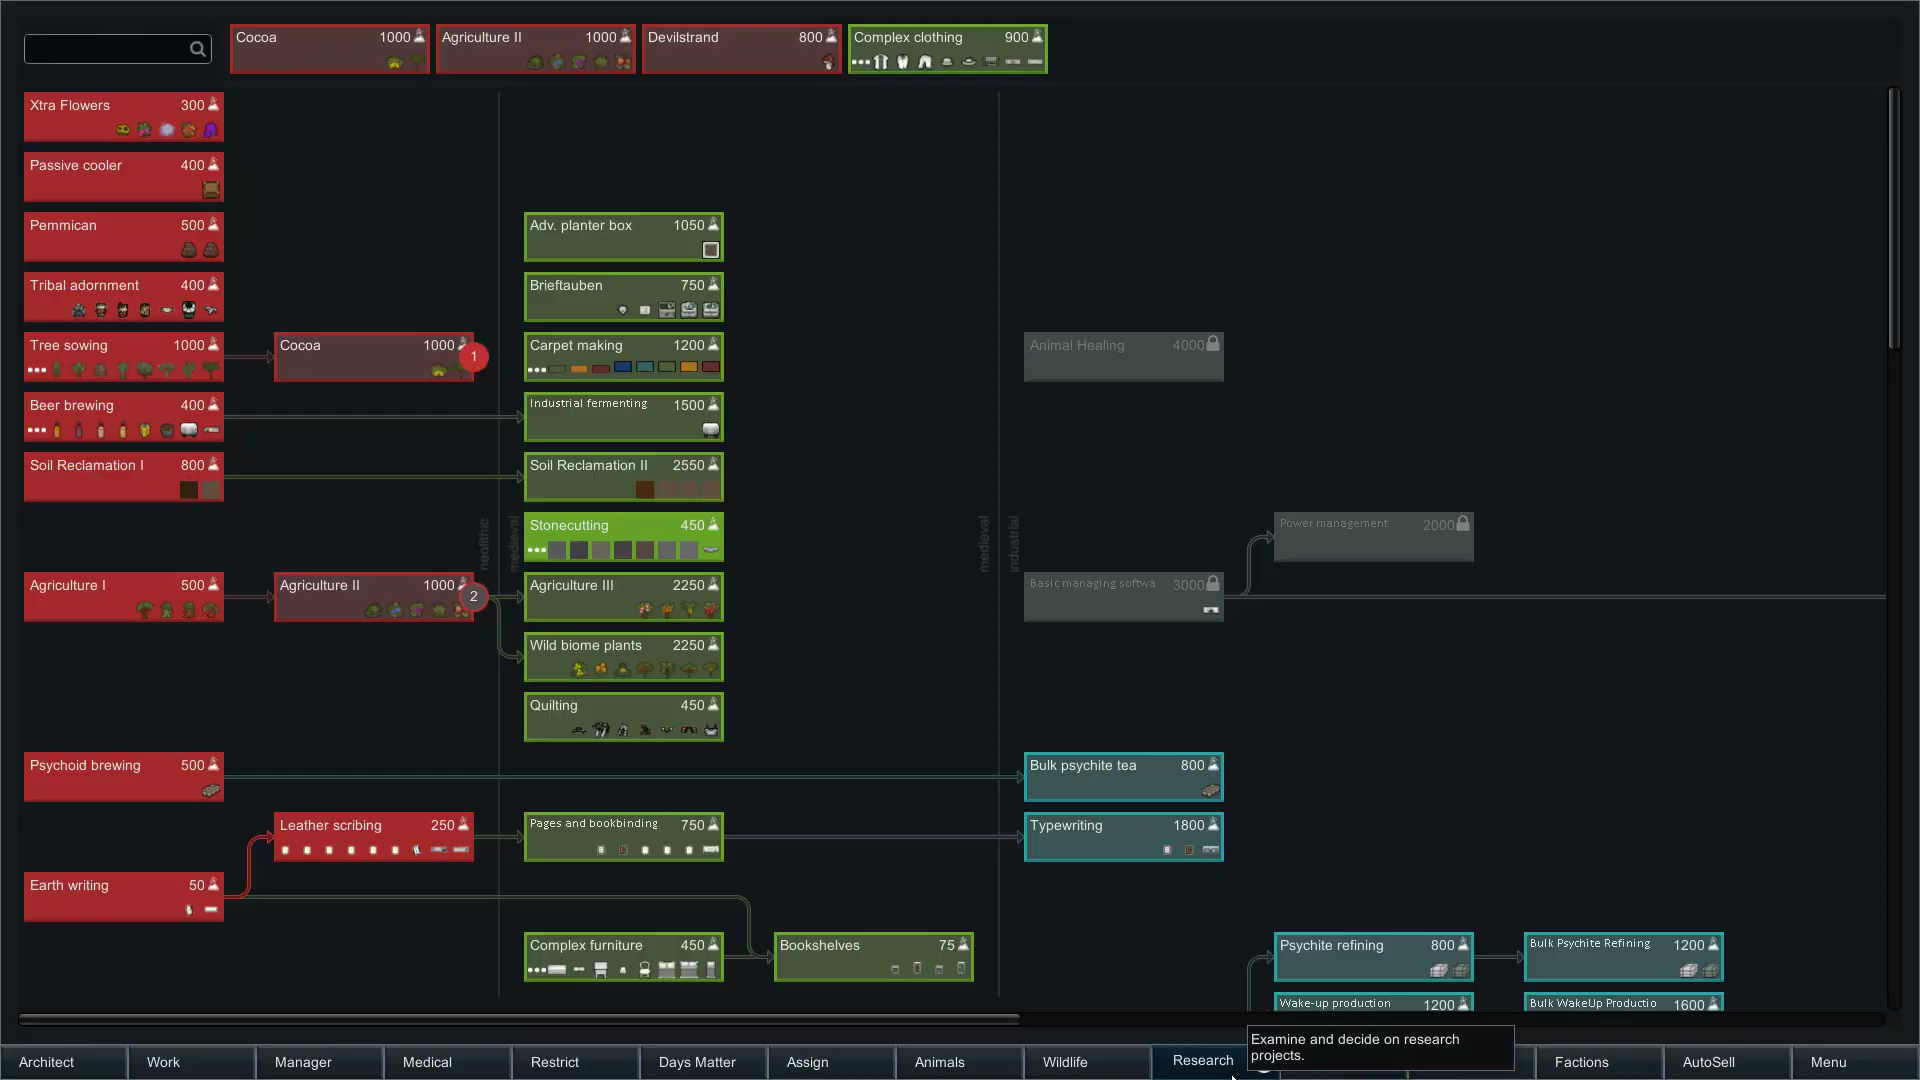 Cocoa 1000
Agriculture II 1000
Devilstrand 800
Complex clothing 900
Xtra Flowers 300
Passive cooler 400
Pemmican 500
Adv. planter box 1050
Tribal adornment 400
Brieftauben 750
Tree sowing 1000
Cocoa 1000
1
Carpet making 1200
Animal Healing 4000
Beer brewing 400
Industrial fermenting 1500
Soil Reclamation I 800
Soil Reclamation II 2550
neolithic
medieval
medieval
industrial
Stonecutting 450
Power management 2000
Agriculture I 500
Agriculture II 1000
2
Agriculture III 2250
Basic managing softwa 3000
Wild biome plants 2250
Quilting 450
Psychoid brewing 500
Bulk psychite tea 800
Leather scribing 250
Pages and bookbinding 750
Typewriting 1800
Earth writing 50
Complex furniture 450
Bookshelves 75
Psychite refining 800
Bulk Psychite Refining 1200
Wake-up production 1200
Bulk WakeUp Productio 1600
Examine and decide on research
projects.
Architect
Work
Manager
Medical
Restrict
Days Matter
Assign
Animals
Wildlife
Research
Factions
AutoSell
Menu